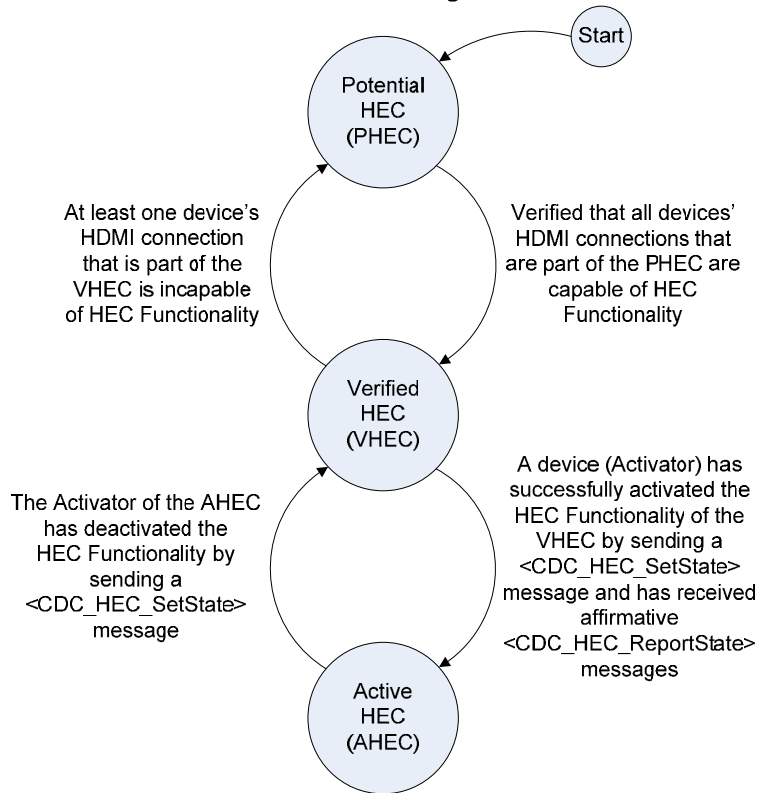 Start
Potential
HEC
(PHEC)
At least one device's
HDMI connection
that is part of the
VHEC is incapable
of HEC Functionality
Verified that all devices'
HDMI connections that
are part of the PHEC are
capable of HEC
Functionality
Verified
HEC
(VHEC)
The Activator of the AHEC
has deactivated the
HEC Functionality by
sending a
<CDC_HEC_SetState>
message
A device (Activator) has
successfully activated the
HEC Functionality of the
VHEC by sending a
<CDC_HEC_SetState>
message and has received
affirmative
<CDC_HEC_ReportState>
messages
Active
HEC
(AHEC)